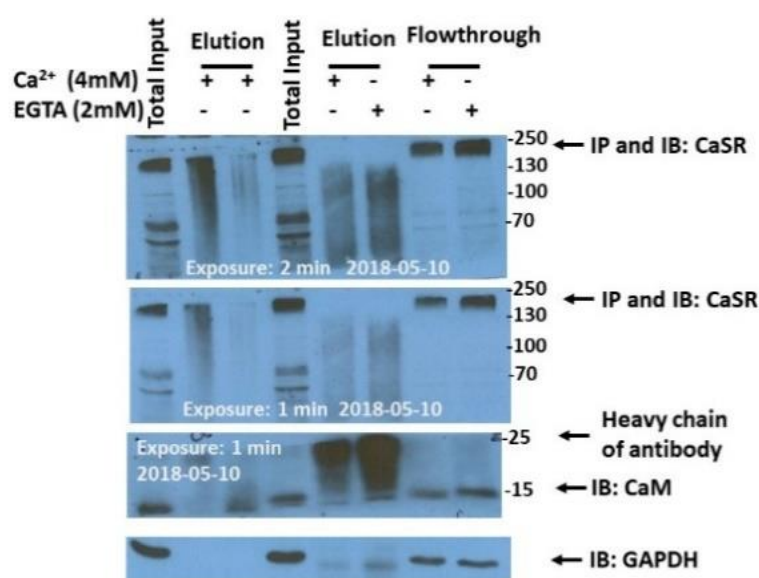 Total Input
Elution
Total Input
Elution
Flowthrough
Ca²⁺ (4mM) + + + - + -
EGTA (2mM) - - - + - +
-250
-130
-100
-70
← IP and IB: CaSR
Exposure: 2 min 2018-05-10
-250
-130
-100
-70
← IP and IB: CaSR
Exposure: 1 min 2018-05-10
Exposure: 1 min
2018-05-10
-25
-15
← Heavy chain
of antibody
← IB: CaM
← IB: GAPDH